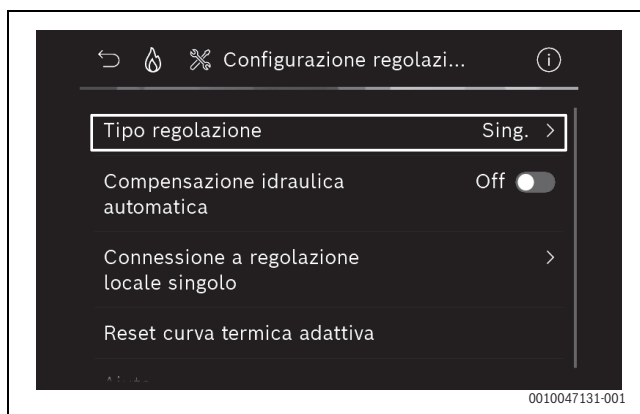 Configurazione regolazi...
Tipo regolazione Sing. >
Compensazione idraulica Off
automatica
Connessione a regolazione >
locale singolo
Reset curva termica adattiva
0010047131-001